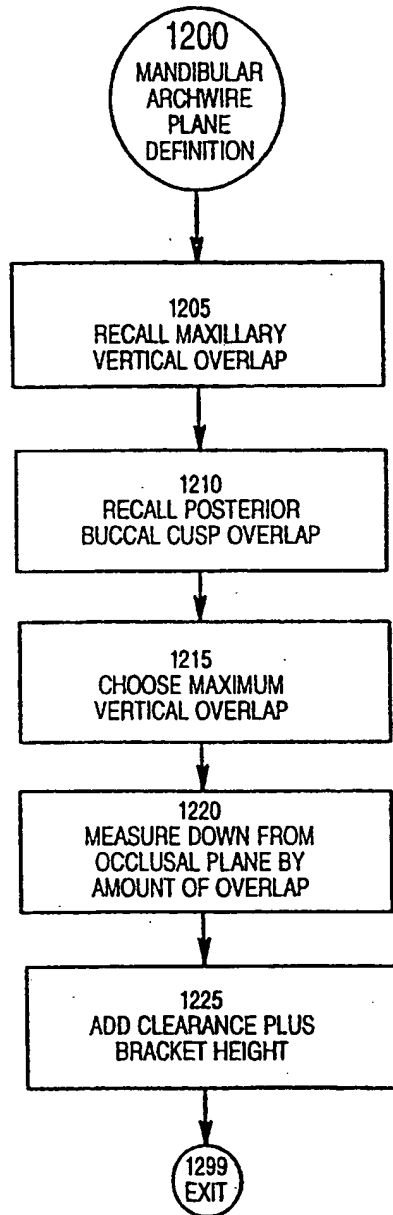 1200
MANDIBULAR
ARCHWIRE
PLANE
DEFINITION
1205
RECALL MAXILLARY
VERTICAL OVERLAP
1210
RECALL POSTERIOR
BUCCAL CUSP OVERLAP
1215
CHOOSE MAXIMUM
VERTICAL OVERLAP
1220
MEASURE DOWN FROM
OCCLUSAL PLANE BY
AMOUNT OF OVERLAP
1225
ADD CLEARANCE PLUS
BRACKET HEIGHT
1299
EXIT